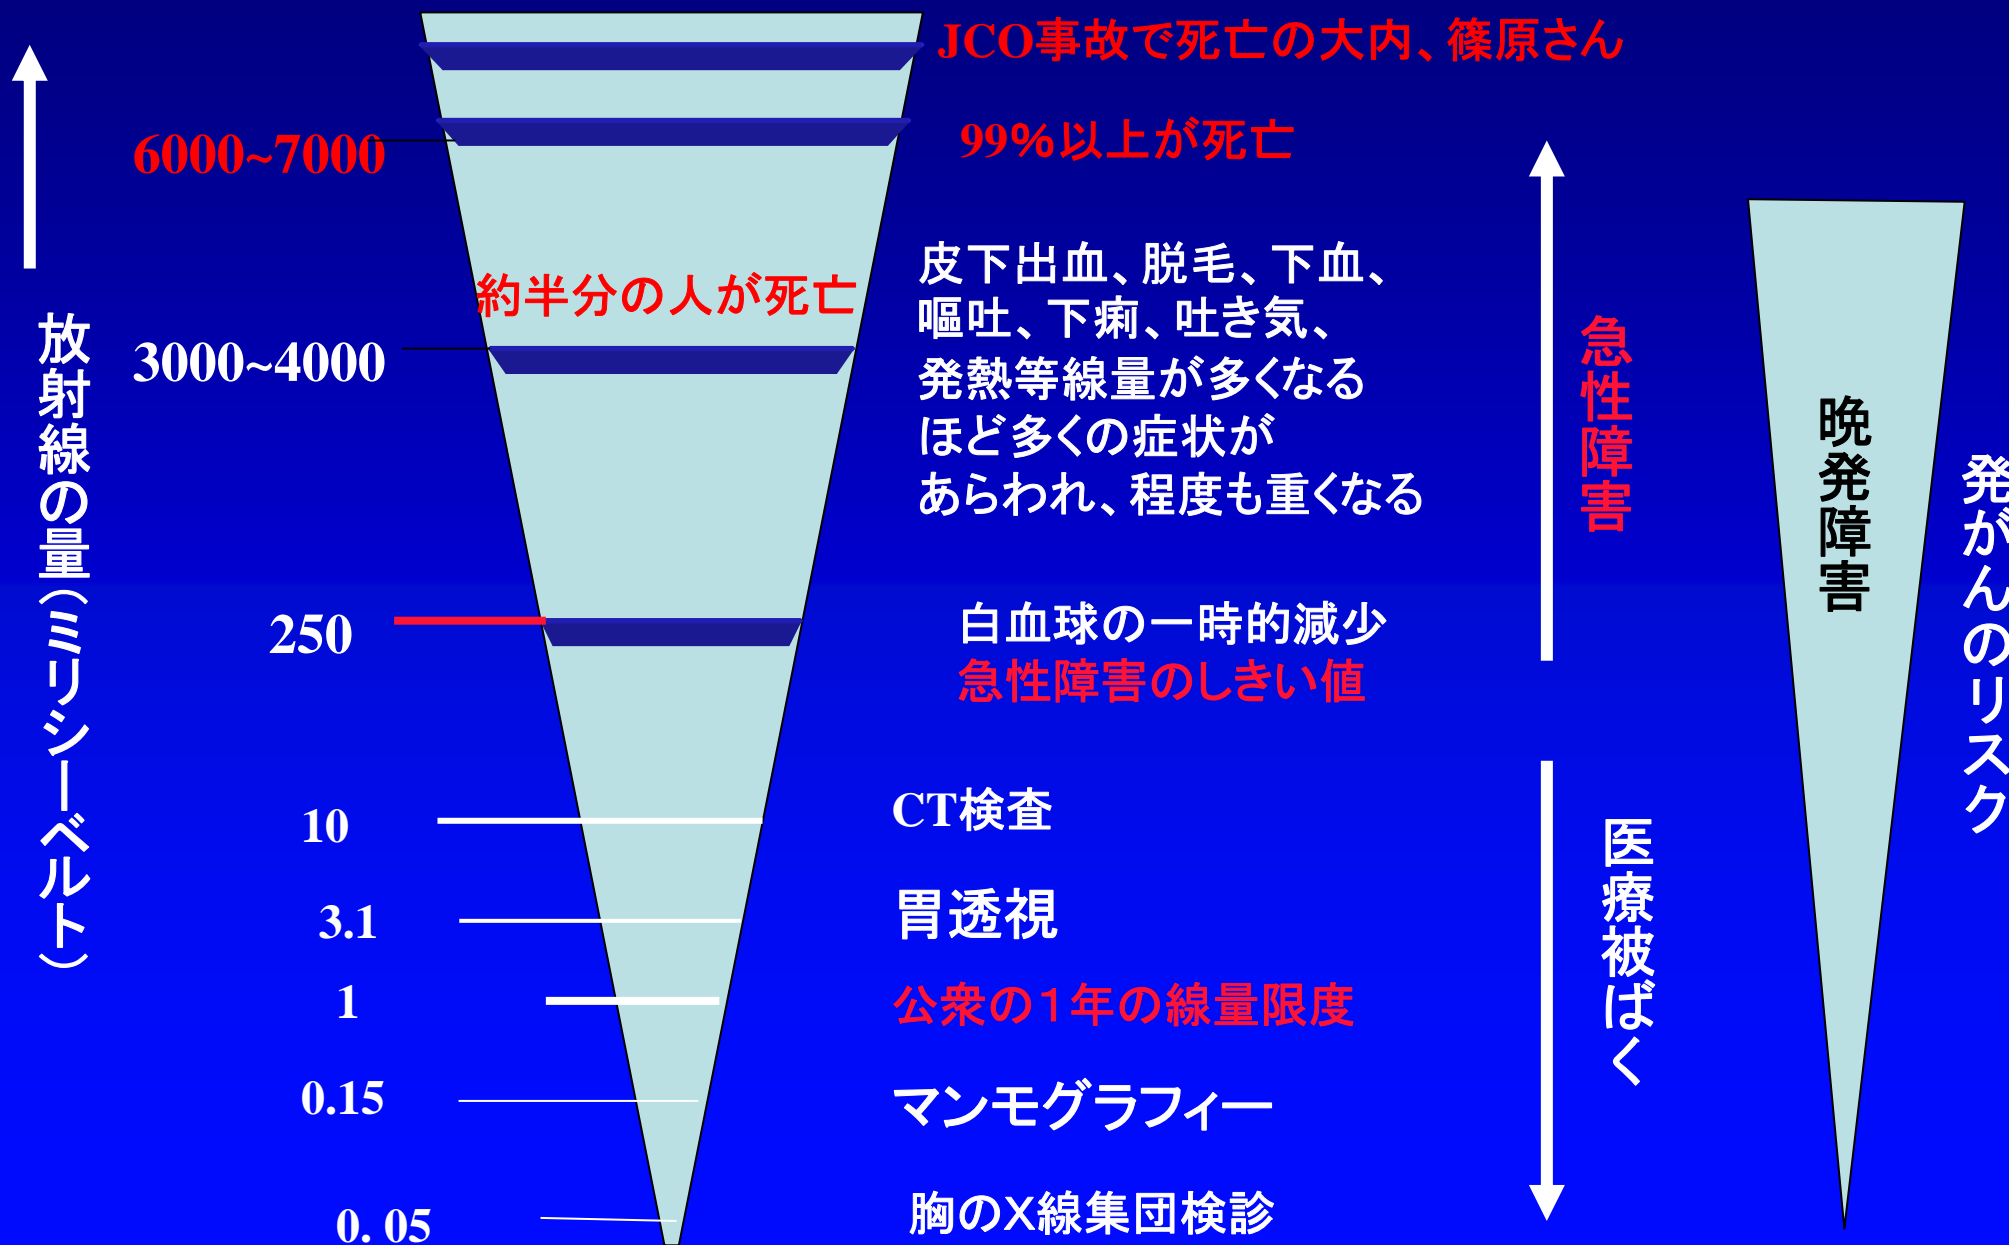 JCO事故で死亡の大内、篠原さん
6000~7000
99%以上が死亡
約半分の人が死亡
3000~4000
皮下出血、脱毛、下血、
嘔吐、下痢、吐き気、
発熱等線量が多くなる
ほど多くの症状が
あらわれ、程度も重くなる
250
白血球の一時的減少
急性障害のしきい値
10
CT検査
3.1
胃透視
1
公衆の1年の線量限度
0.15
マンモグラフィー
0. 05
胸のX線集団検診
放射線の量(ミリシーベルト)
急性障害
医療被ばく
晩発障害
発がんのリスク